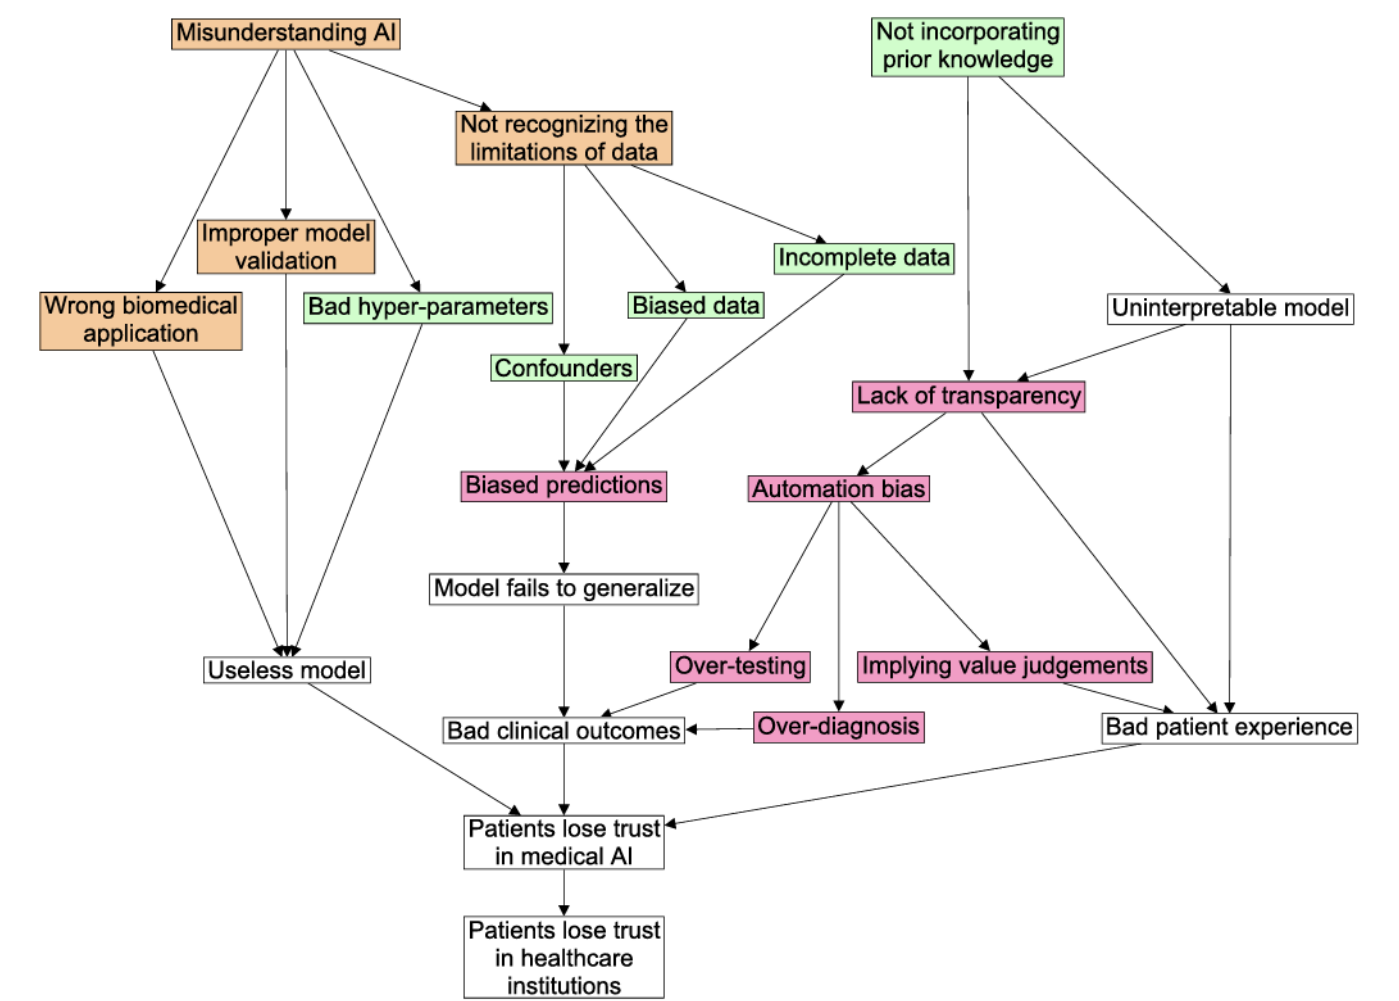 Misunderstanding AI
Not incorporating
prior knowledge
Not recognizing the
limitations of data
Improper model
validation
Incomplete data
Wrong biomedical
application
Bad hyper-parameters
Biased data
Uninterpretable model
Confounders
Lack of transparency
Biased predictions
Automation bias
Model fails to generalize
Useless model
Over-testing
Implying value judgements
Bad clinical outcomes
Over-diagnosis
Bad patient experience
Patients lose trust
in medical AI
Patients lose trust
in healthcare
institutions